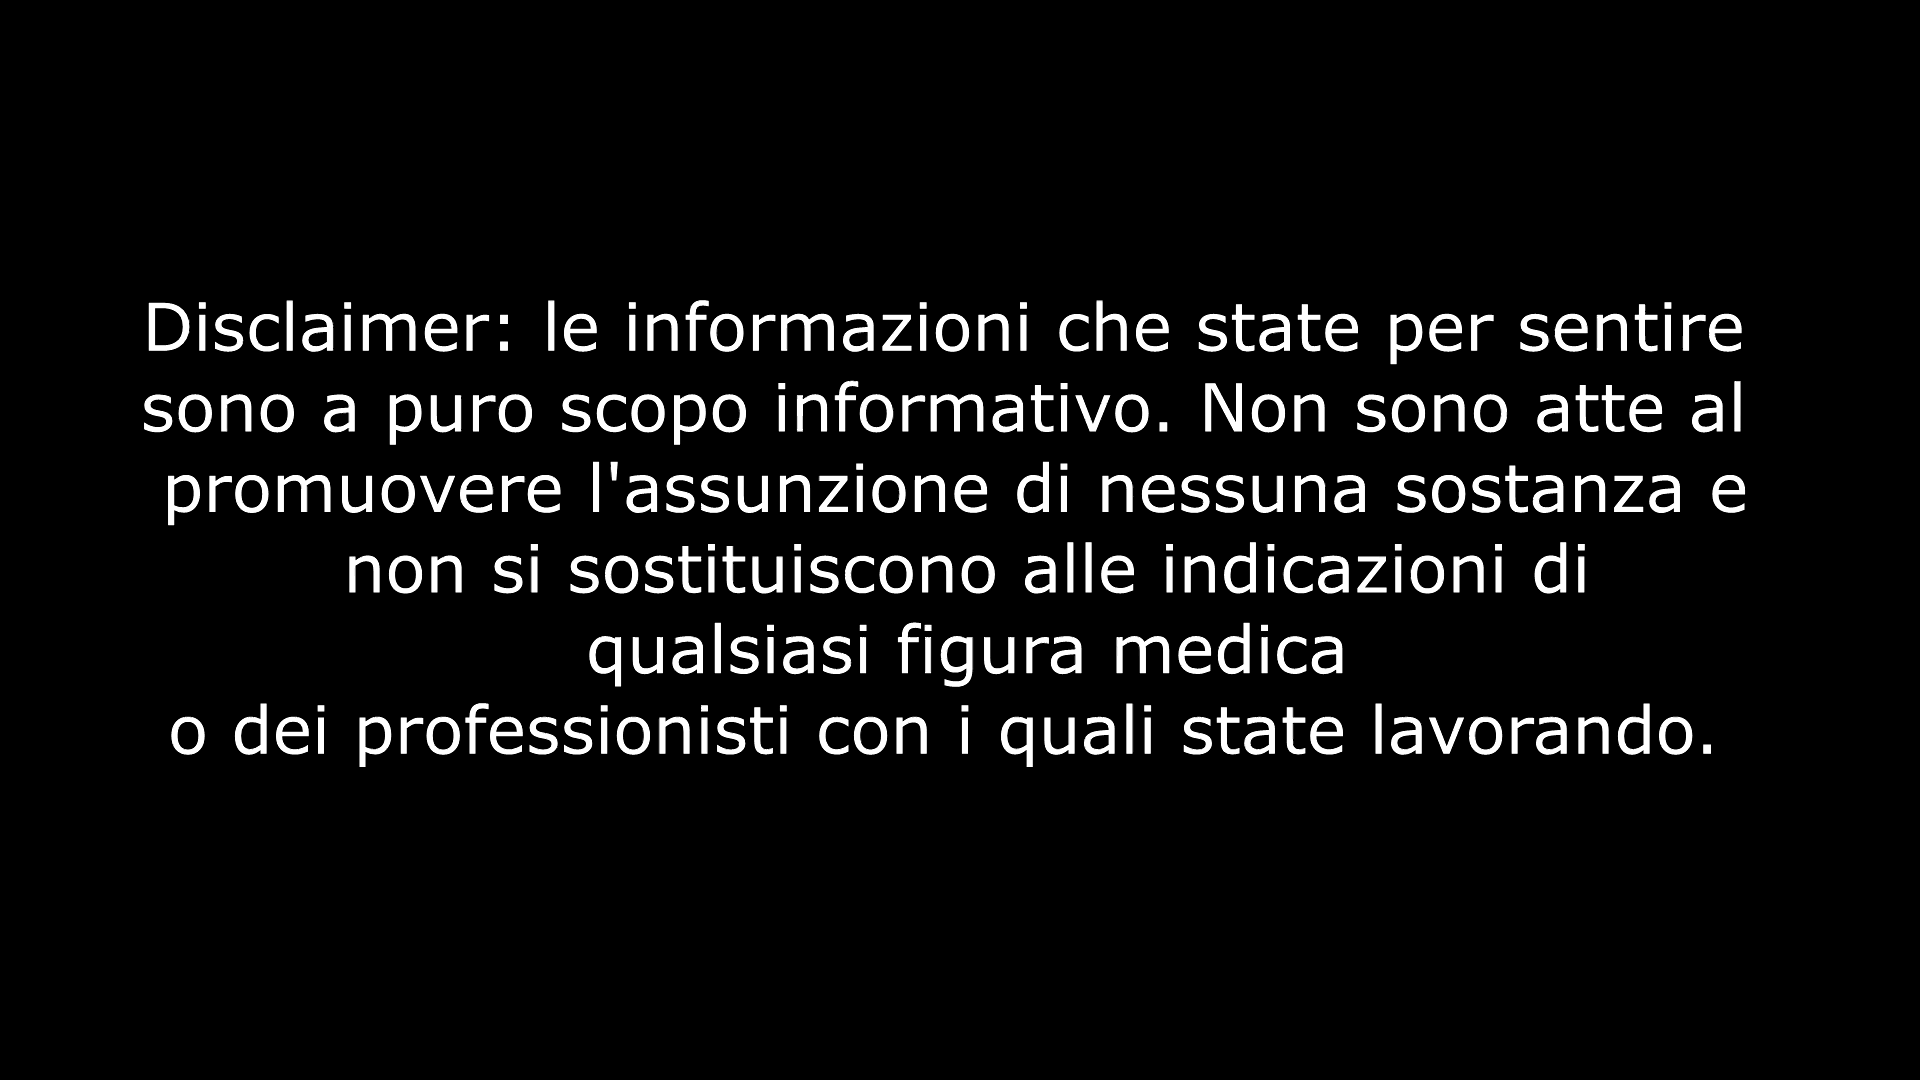 Disclaimer: le informazioni che state per sentire
sono a puro scopo informativo. Non sono atte al
promuovere l'assunzione di nessuna sostanza e
non si sostituiscono alle indicazioni di
qualsiasi figura medica
o dei professionisti con i quali state lavorando.